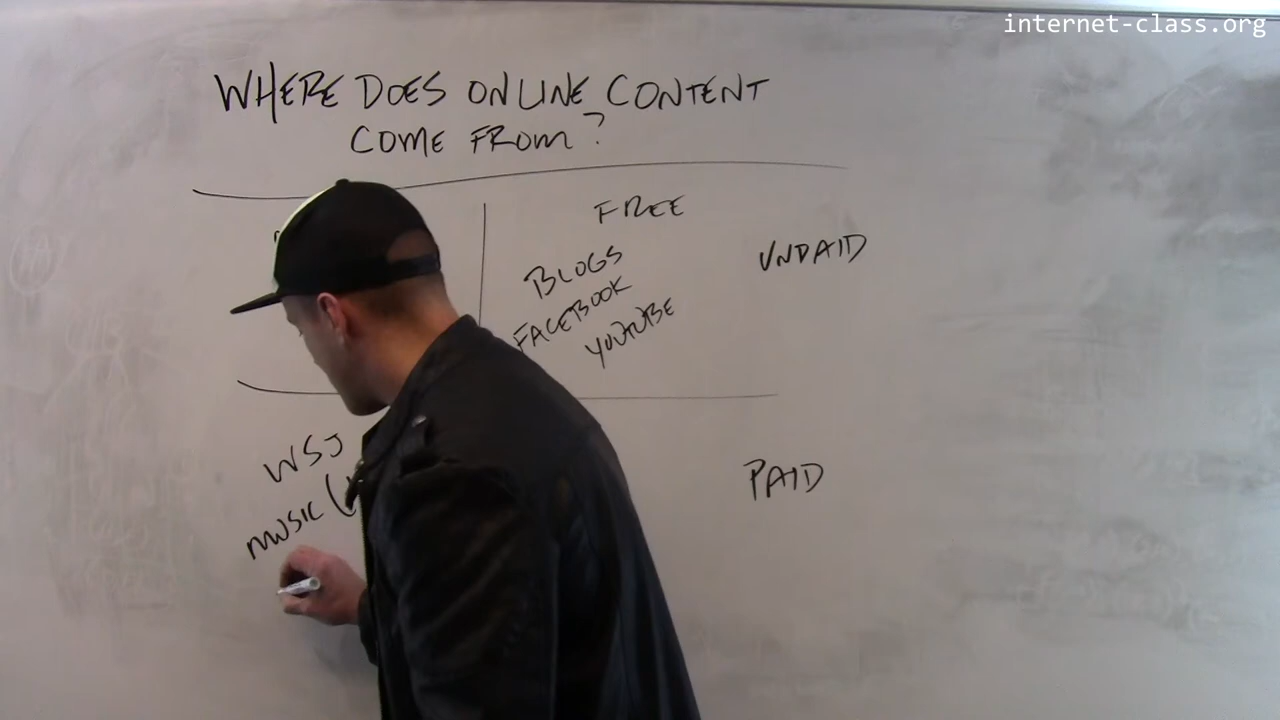 internet-class.org
WHERE DOES ONLINE CONTENT
COME FROM?
FREE
BLOGS
UNPAID
FACEBOOK
YOUTUBE
WSJ
PAID
MUSIC (